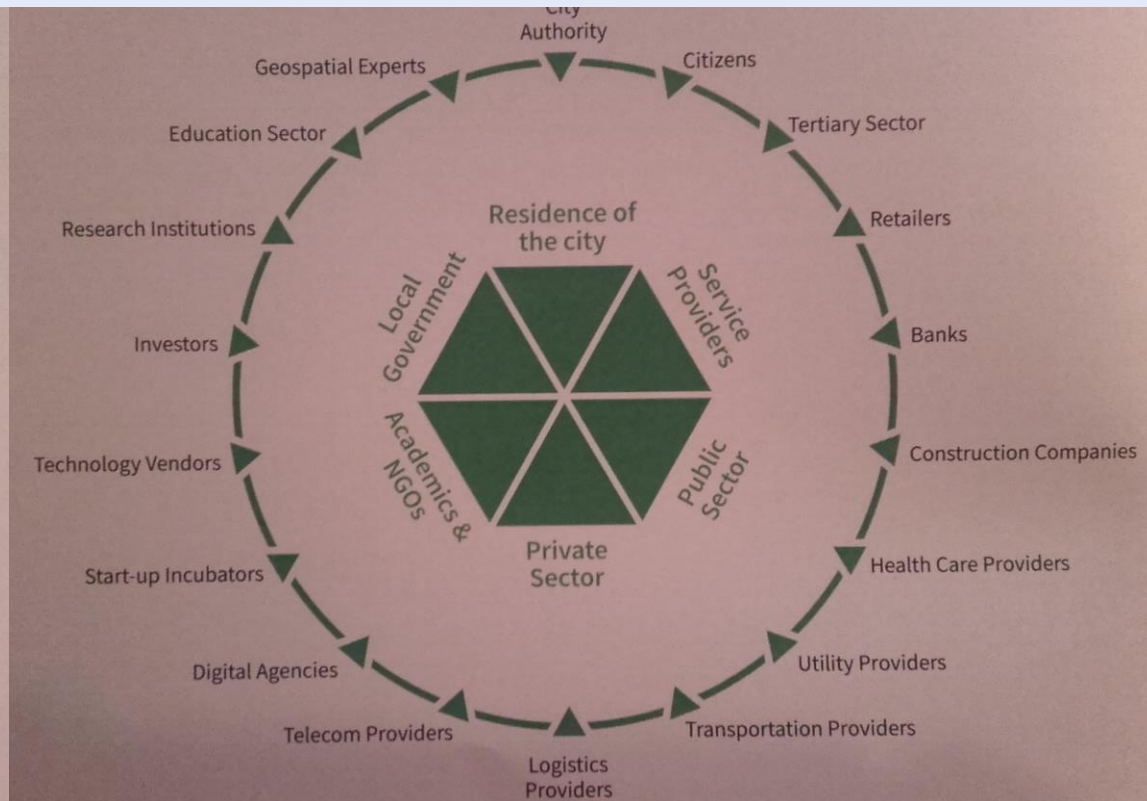 City
Authority
Citizens
Tertiary Sector
Retailers
Banks
Construction Companies
Health Care Providers
Utility Providers
Transportation Providers
Logistics
Providers
Telecom Providers
Digital Agencies
Start-up Incubators
Technology Vendors
Investors
Research Institutions
Education Sector
Geospatial Experts
Residence of
the city
Service
Providers
Public
Sector
Private
Sector
Academics &
NGOs
Local
Government